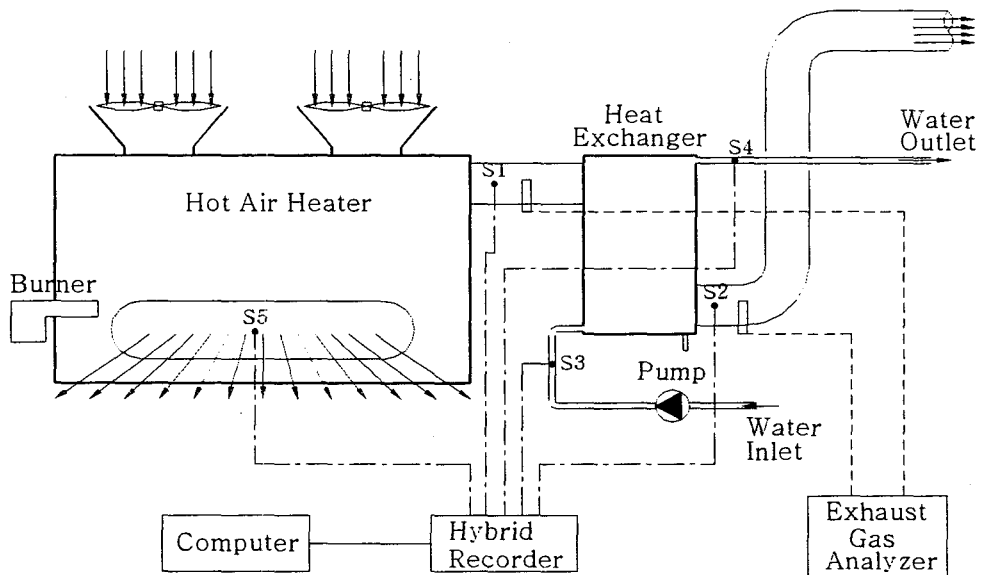 Heat
Exchanger
Water
Outlet
S4
S1
Hot Air Heater
Burner
S2
S5
S3
Pump
Water
Inlet
Computer
Hybrid
Recorder
Exhaust
Gas
Analyzer